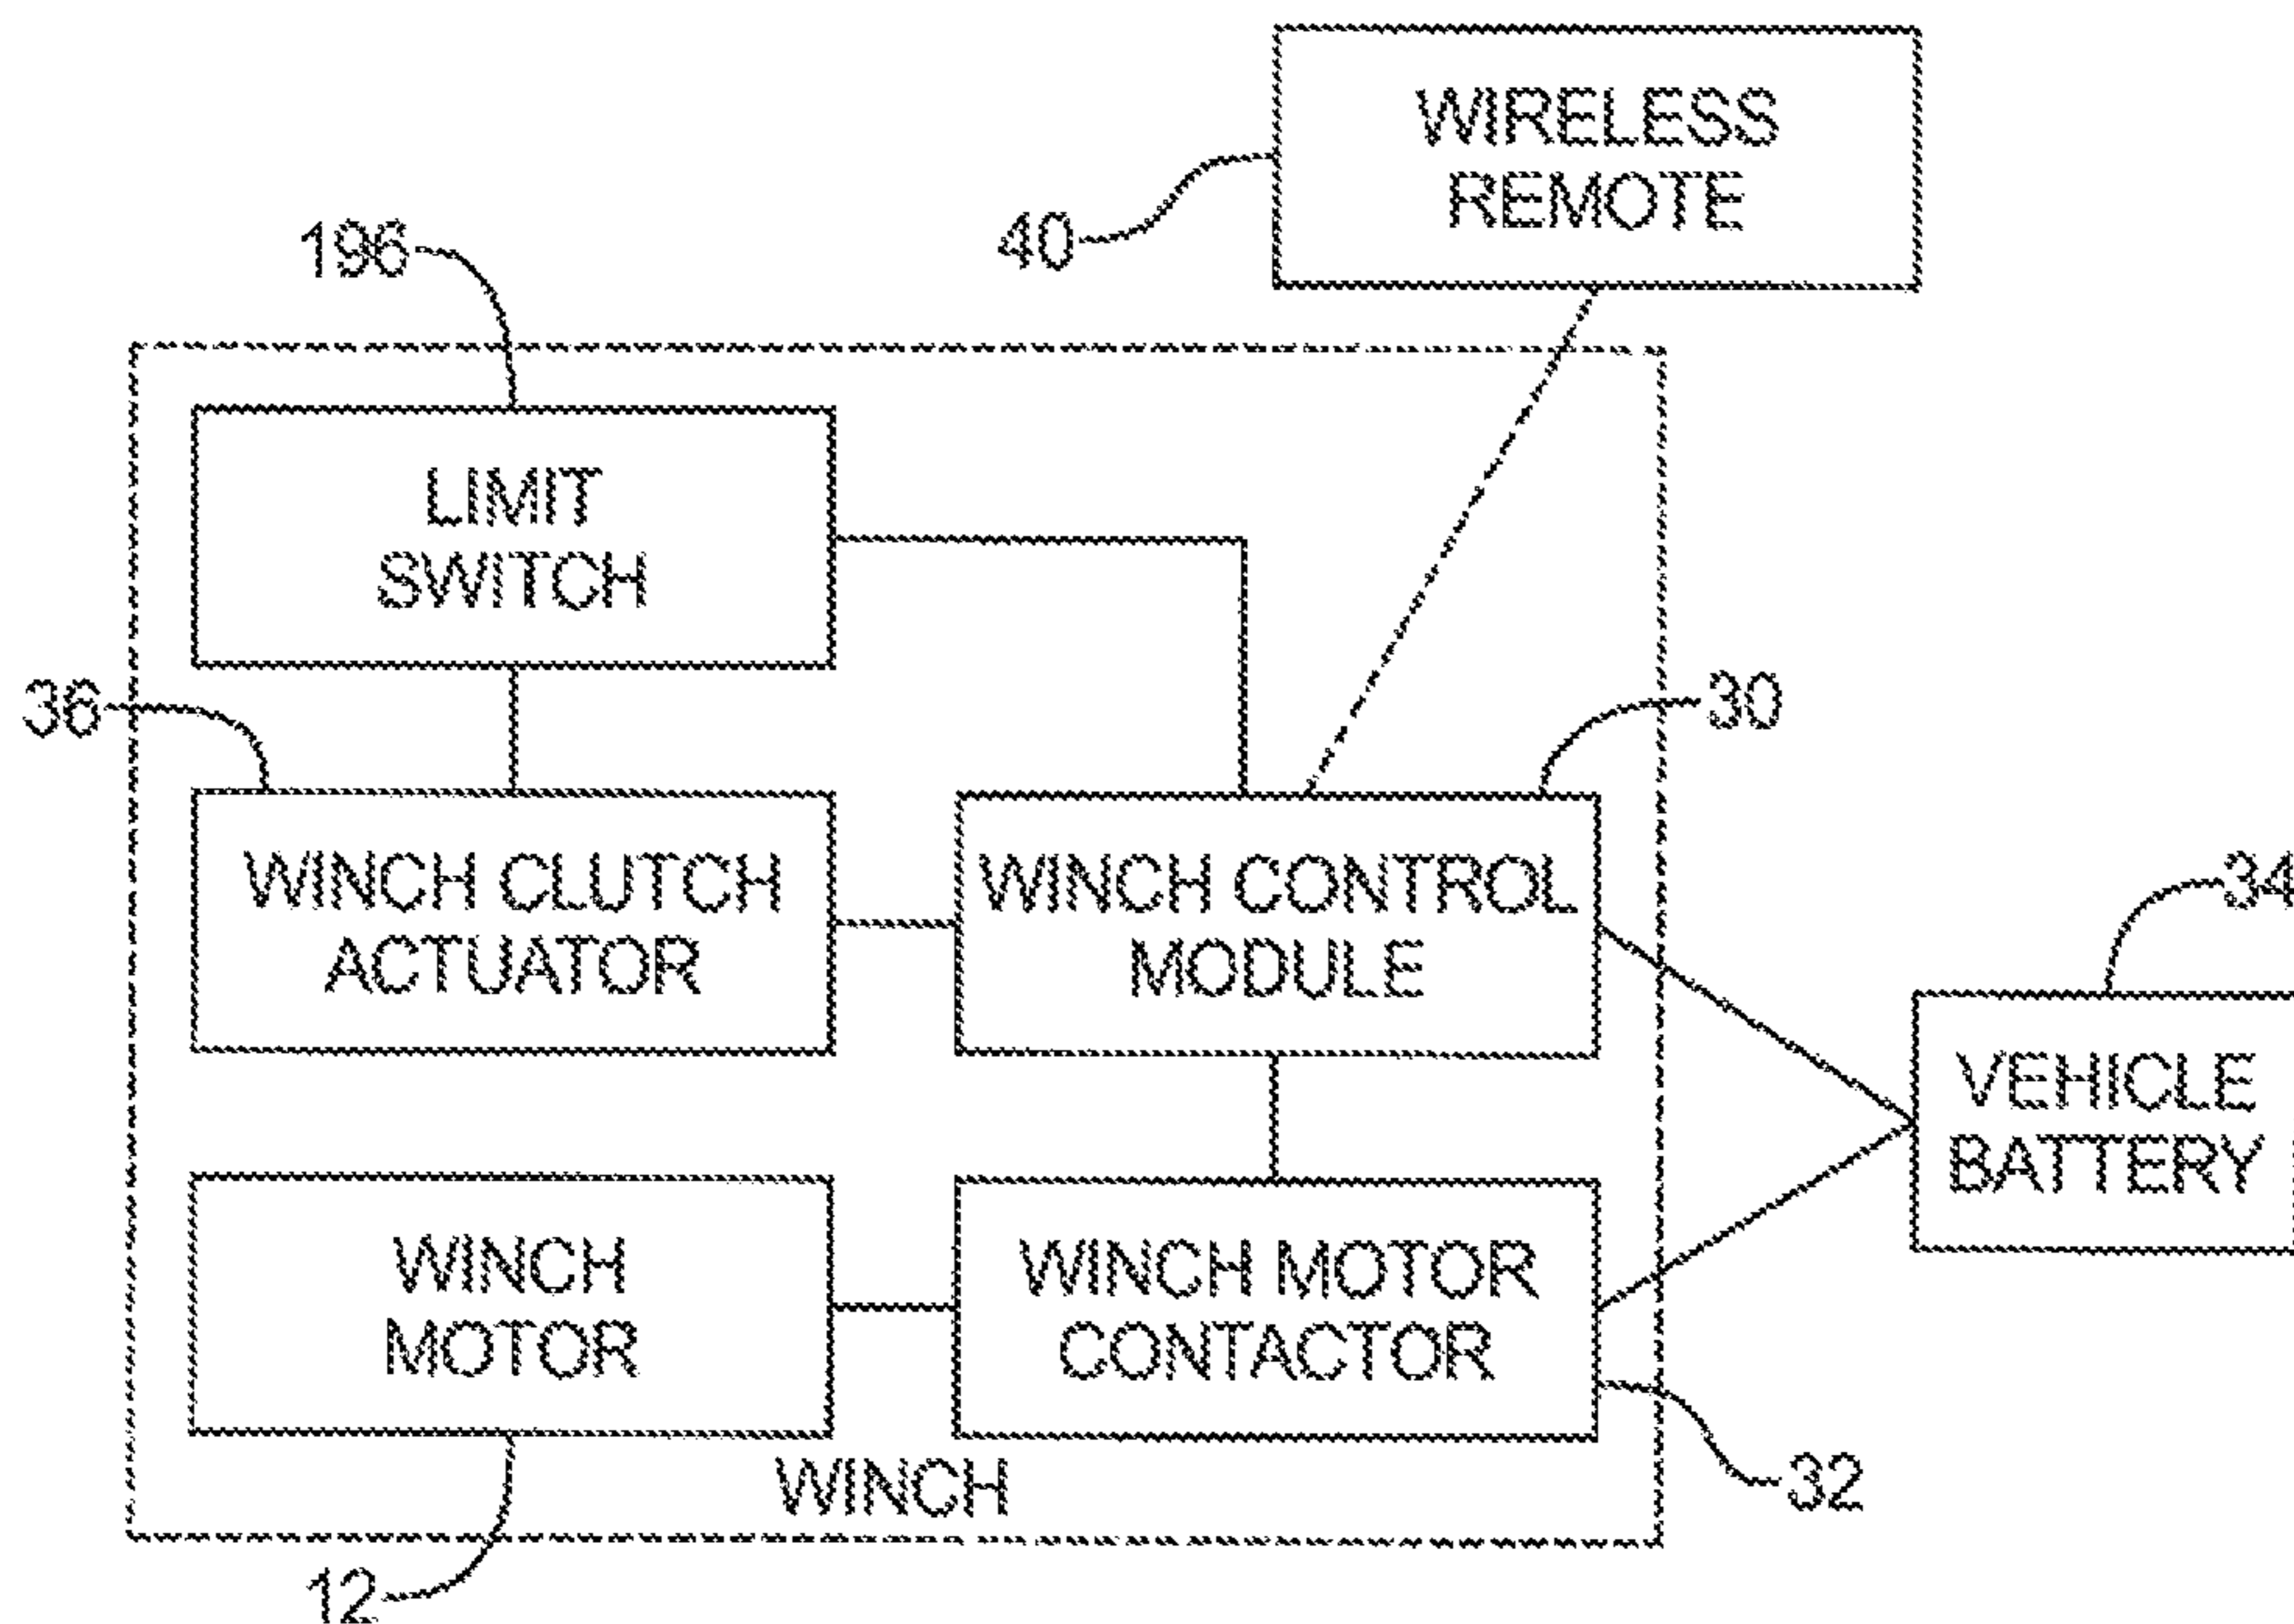 WIRELESS
REMOTE
40
196
LIMIT
SWITCH
36
30
WINCH CLUTCH
ACTUATOR
WINCH CONTROL
MODULE
34
VEHICLE
BATTERY
WINCH
MOTOR
WINCH MOTOR
CONTACTOR
WINCH
32
12